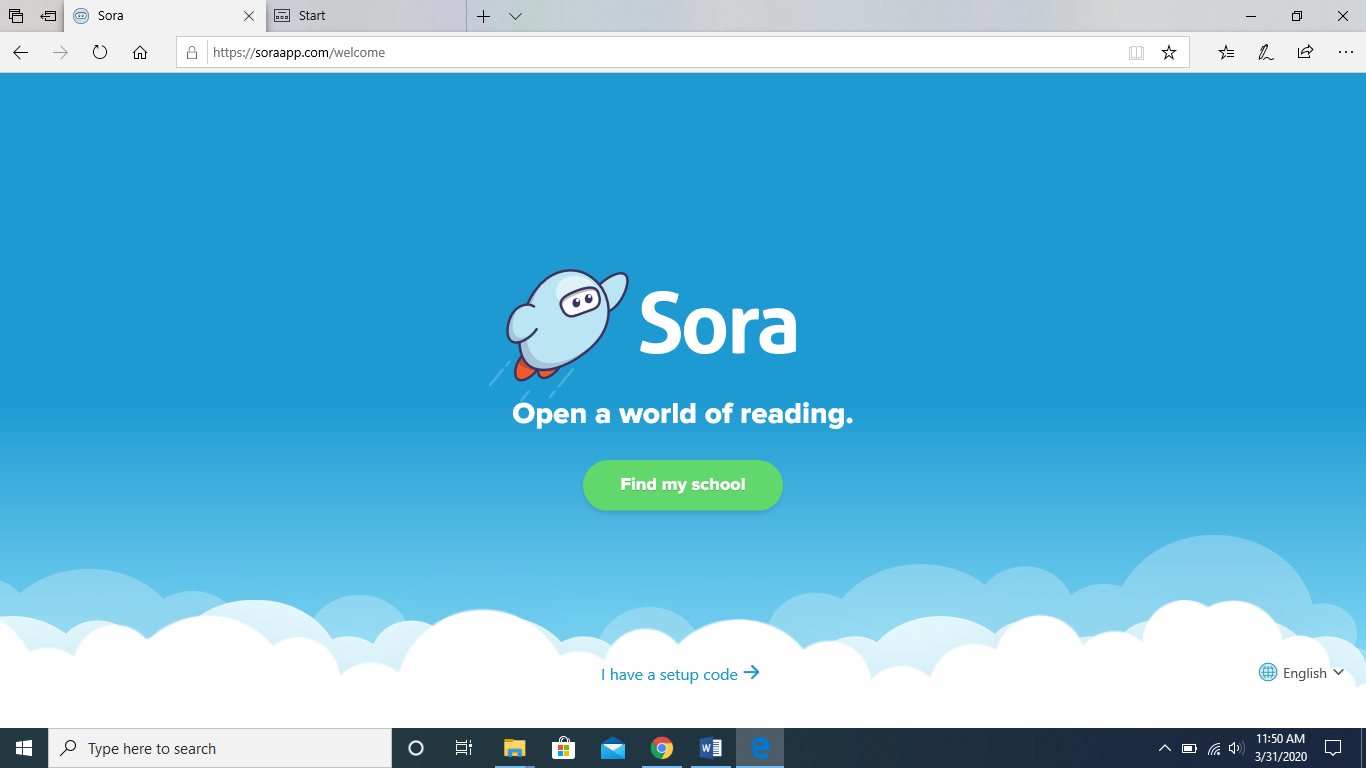 Sora
Start
https://soraapp.com/welcome
Sora
Open a world of reading.
Find my school
I have a setup code
English
Type here to search
11:50 AM
3/31/2020